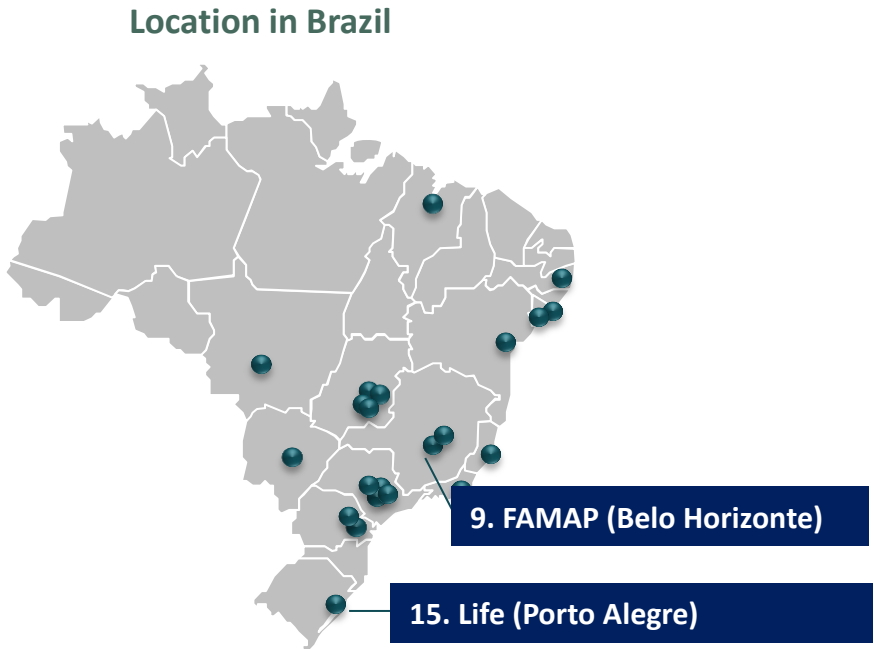 Location in Brazil
9. FAMAP (Belo Horizonte)
15. Life (Porto Alegre)